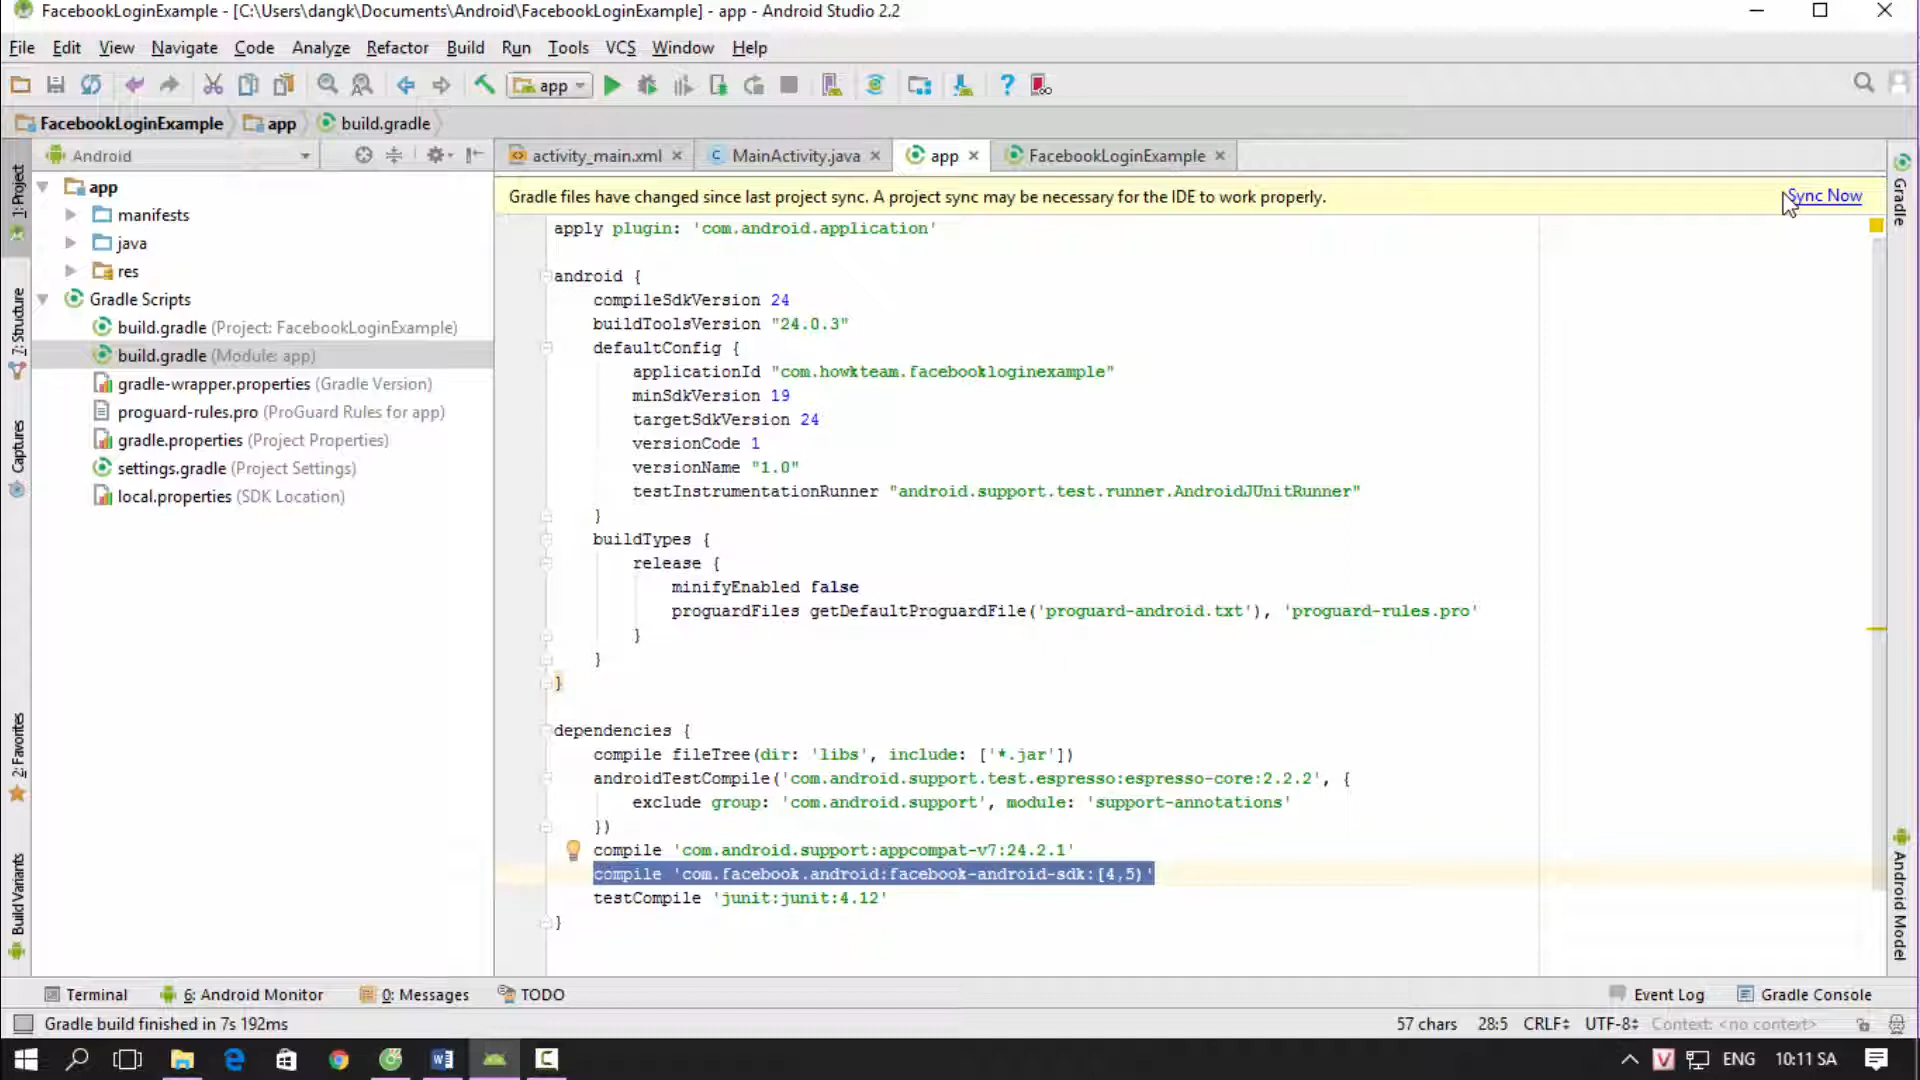 FacebookLoginExample - [C:\Users\dangk\Documents\Android\FacebookLoginExample] - app - Android Studio 2.2
File Edit View Navigate Code Analyze Refactor Build Run Tools VCS Window Help
app
FacebookLoginExample app build.gradle
Android
activity_main.xml MainActivity.java app FacebookLoginExample
1: Project
7: Structure
Captures
2: Favorites
Build Variants
app
manifests
java
res
Gradle Scripts
build.gradle (Project: FacebookLoginExample)
build.gradle (Module: app)
gradle-wrapper.properties (Gradle Version)
proguard-rules.pro (ProGuard Rules for app)
gradle.properties (Project Properties)
settings.gradle (Project Settings)
local.properties (SDK Location)
Gradle files have changed since last project sync. A project sync may be necessary for the IDE to work properly. Sync Now
apply plugin: 'com.android.application'
android {
compileSdkVersion 24
buildToolsVersion "24.0.3"
defaultConfig {
applicationId "com.howkteam.facebookloginexample"
minSdkVersion 19
targetSdkVersion 24
versionCode 1
versionName "1.0"
testInstrumentationRunner "android.support.test.runner.AndroidJUnitRunner"
}
buildTypes {
release {
minifyEnabled false
proguardFiles getDefaultProguardFile('proguard-android.txt'), 'proguard-rules.pro'
}
}
}
dependencies {
compile fileTree(dir: 'libs', include: ['*.jar'])
androidTestCompile('com.android.support.test.espresso:espresso-core:2.2.2', {
exclude group: 'com.android.support', module: 'support-annotations'
})
compile 'com.android.support:appcompat-v7:24.2.1'
compile 'com.facebook.android:facebook-android-sdk:[4,5)'
testCompile 'junit:junit:4.12'
}
Gradle
Android Model
Terminal 6: Android Monitor 0: Messages TODO Event Log Gradle Console
Gradle build finished in 7s 192ms 57 chars 28:5 CRLF UTF-8 Context: <no context>
ENG 10:11 SA